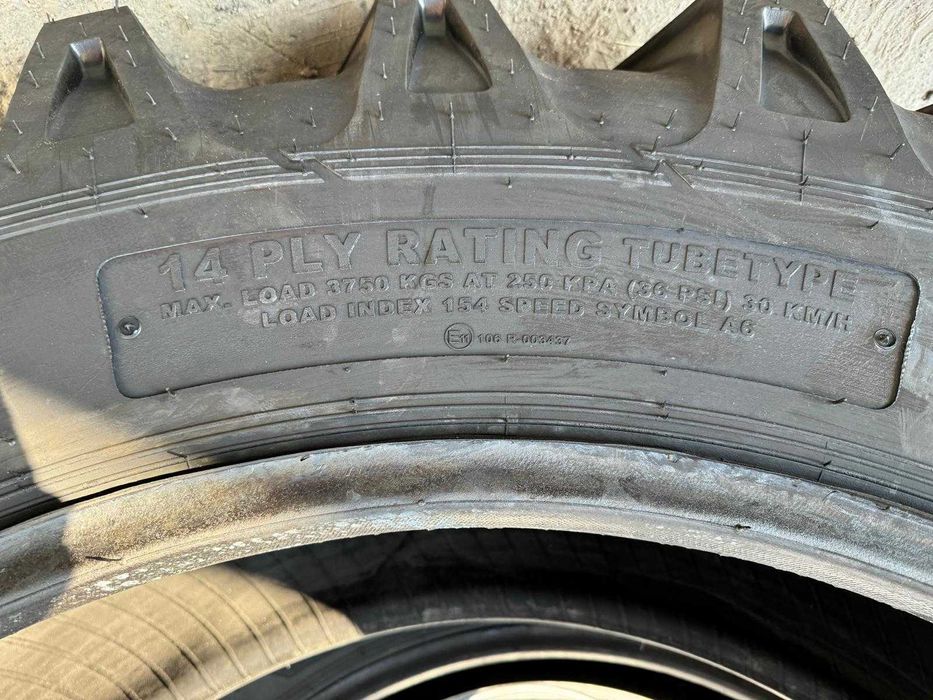 14 PLY RATING TUBETYPE
MAX. LOAD 3750 KGS AT 250 KPA (36 PSI) 30 KM/H
LOAD INDEX 154 SPEED SYMBOL A6
E11 106 R-003437